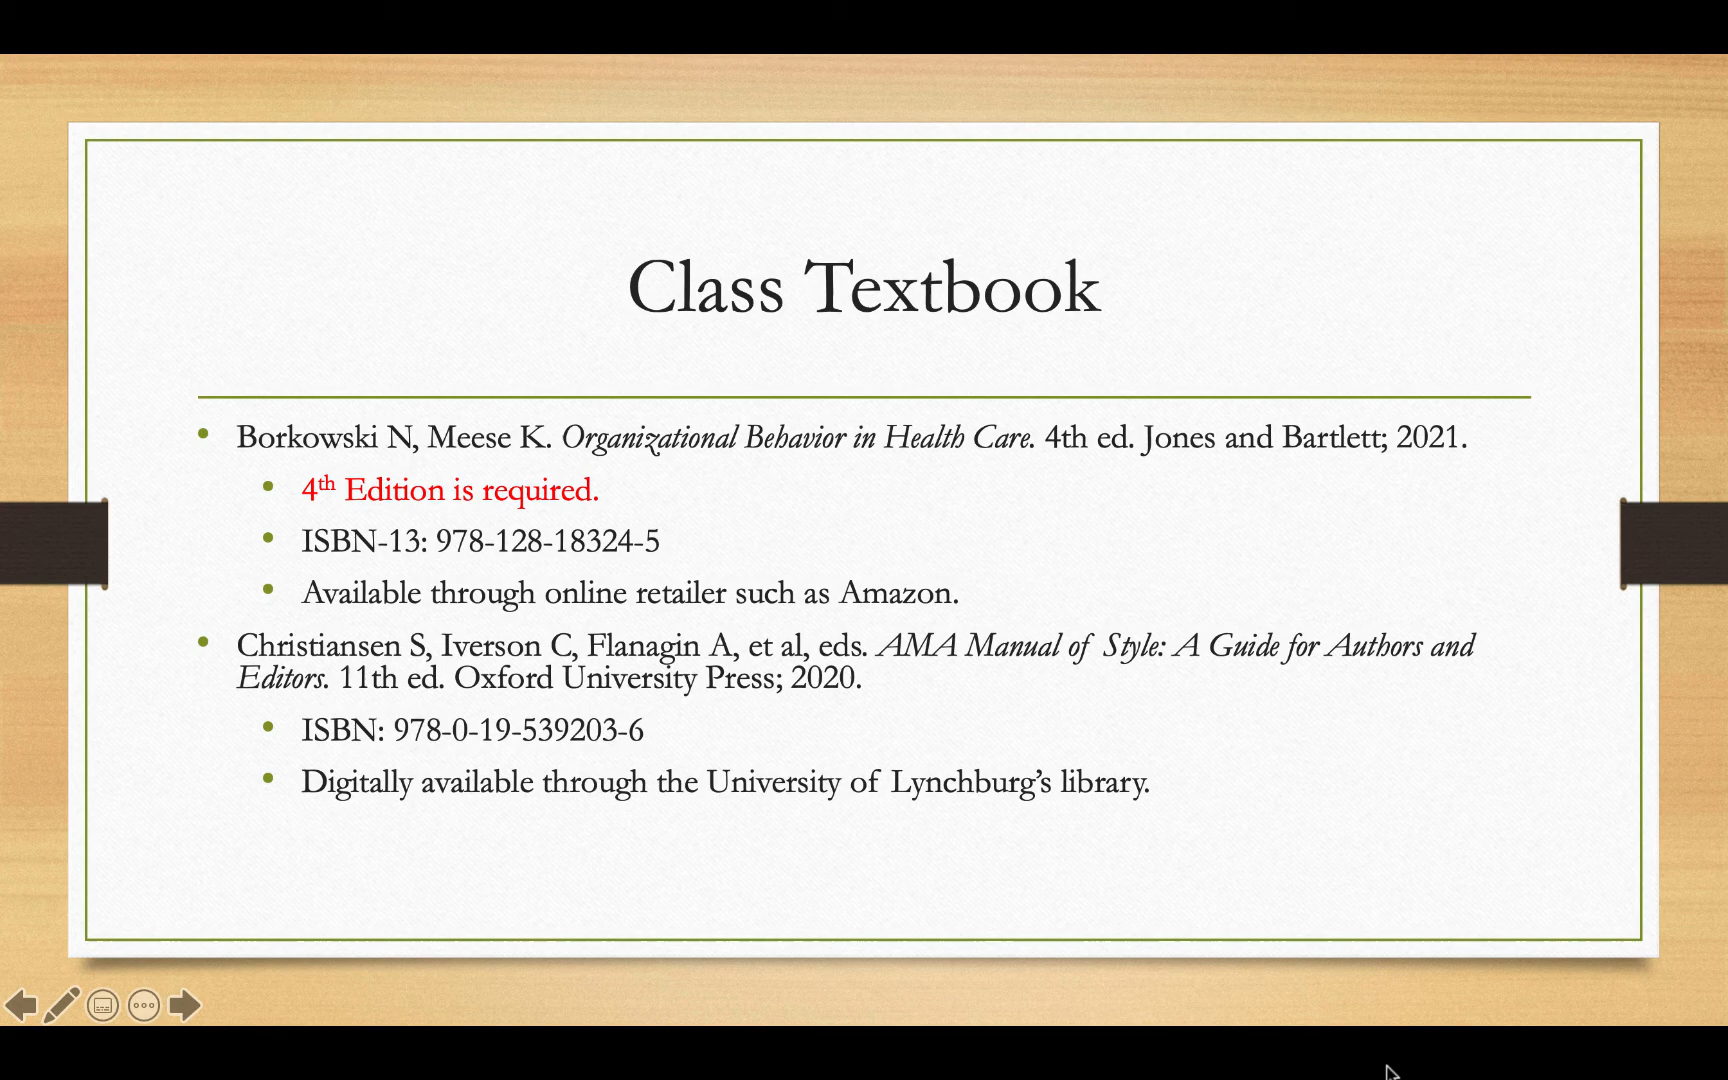 Class Textbook
• Borkowski N, Meese K. Organizational Behavior in Health Care. 4th ed. Jones and Bartlett; 2021.
• 4th Edition is required.
• ISBN-13: 978-128-18324-5
• Available through online retailer such as Amazon.
• Christiansen S, Iverson C, Flanagin A, et al, eds. AMA Manual of Style: A Guide for Authors and
Editors. 11th ed. Oxford University Press; 2020.
• ISBN: 978-0-19-539203-6
• Digitally available through the University of Lynchburg’s library.